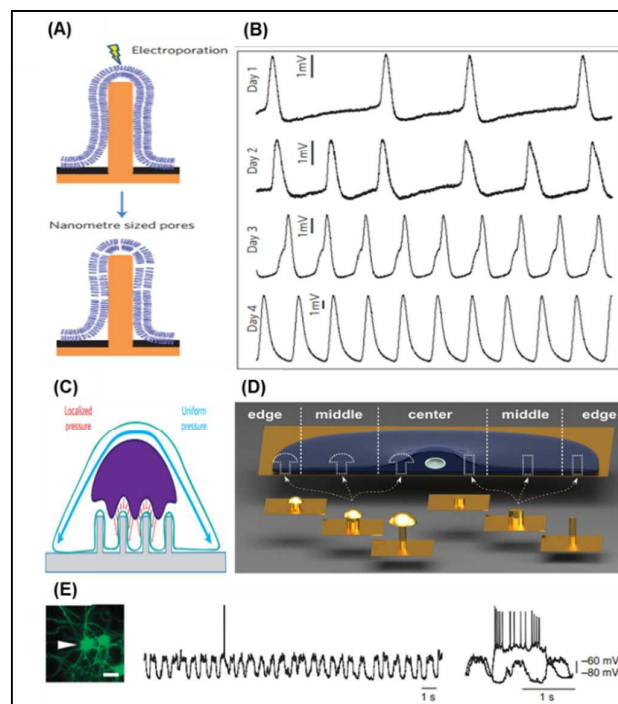 (A)
Electroporation
Nanometre sized pores
(B)
Day 1
1mV
Day 2
1mV
Day 3
1mV
Day 4
1mV
(C)
Localized
pressure
Uniform
pressure
(D)
edge middle center middle edge
(E)
1 s
-60 mV
-80 mV
1 s